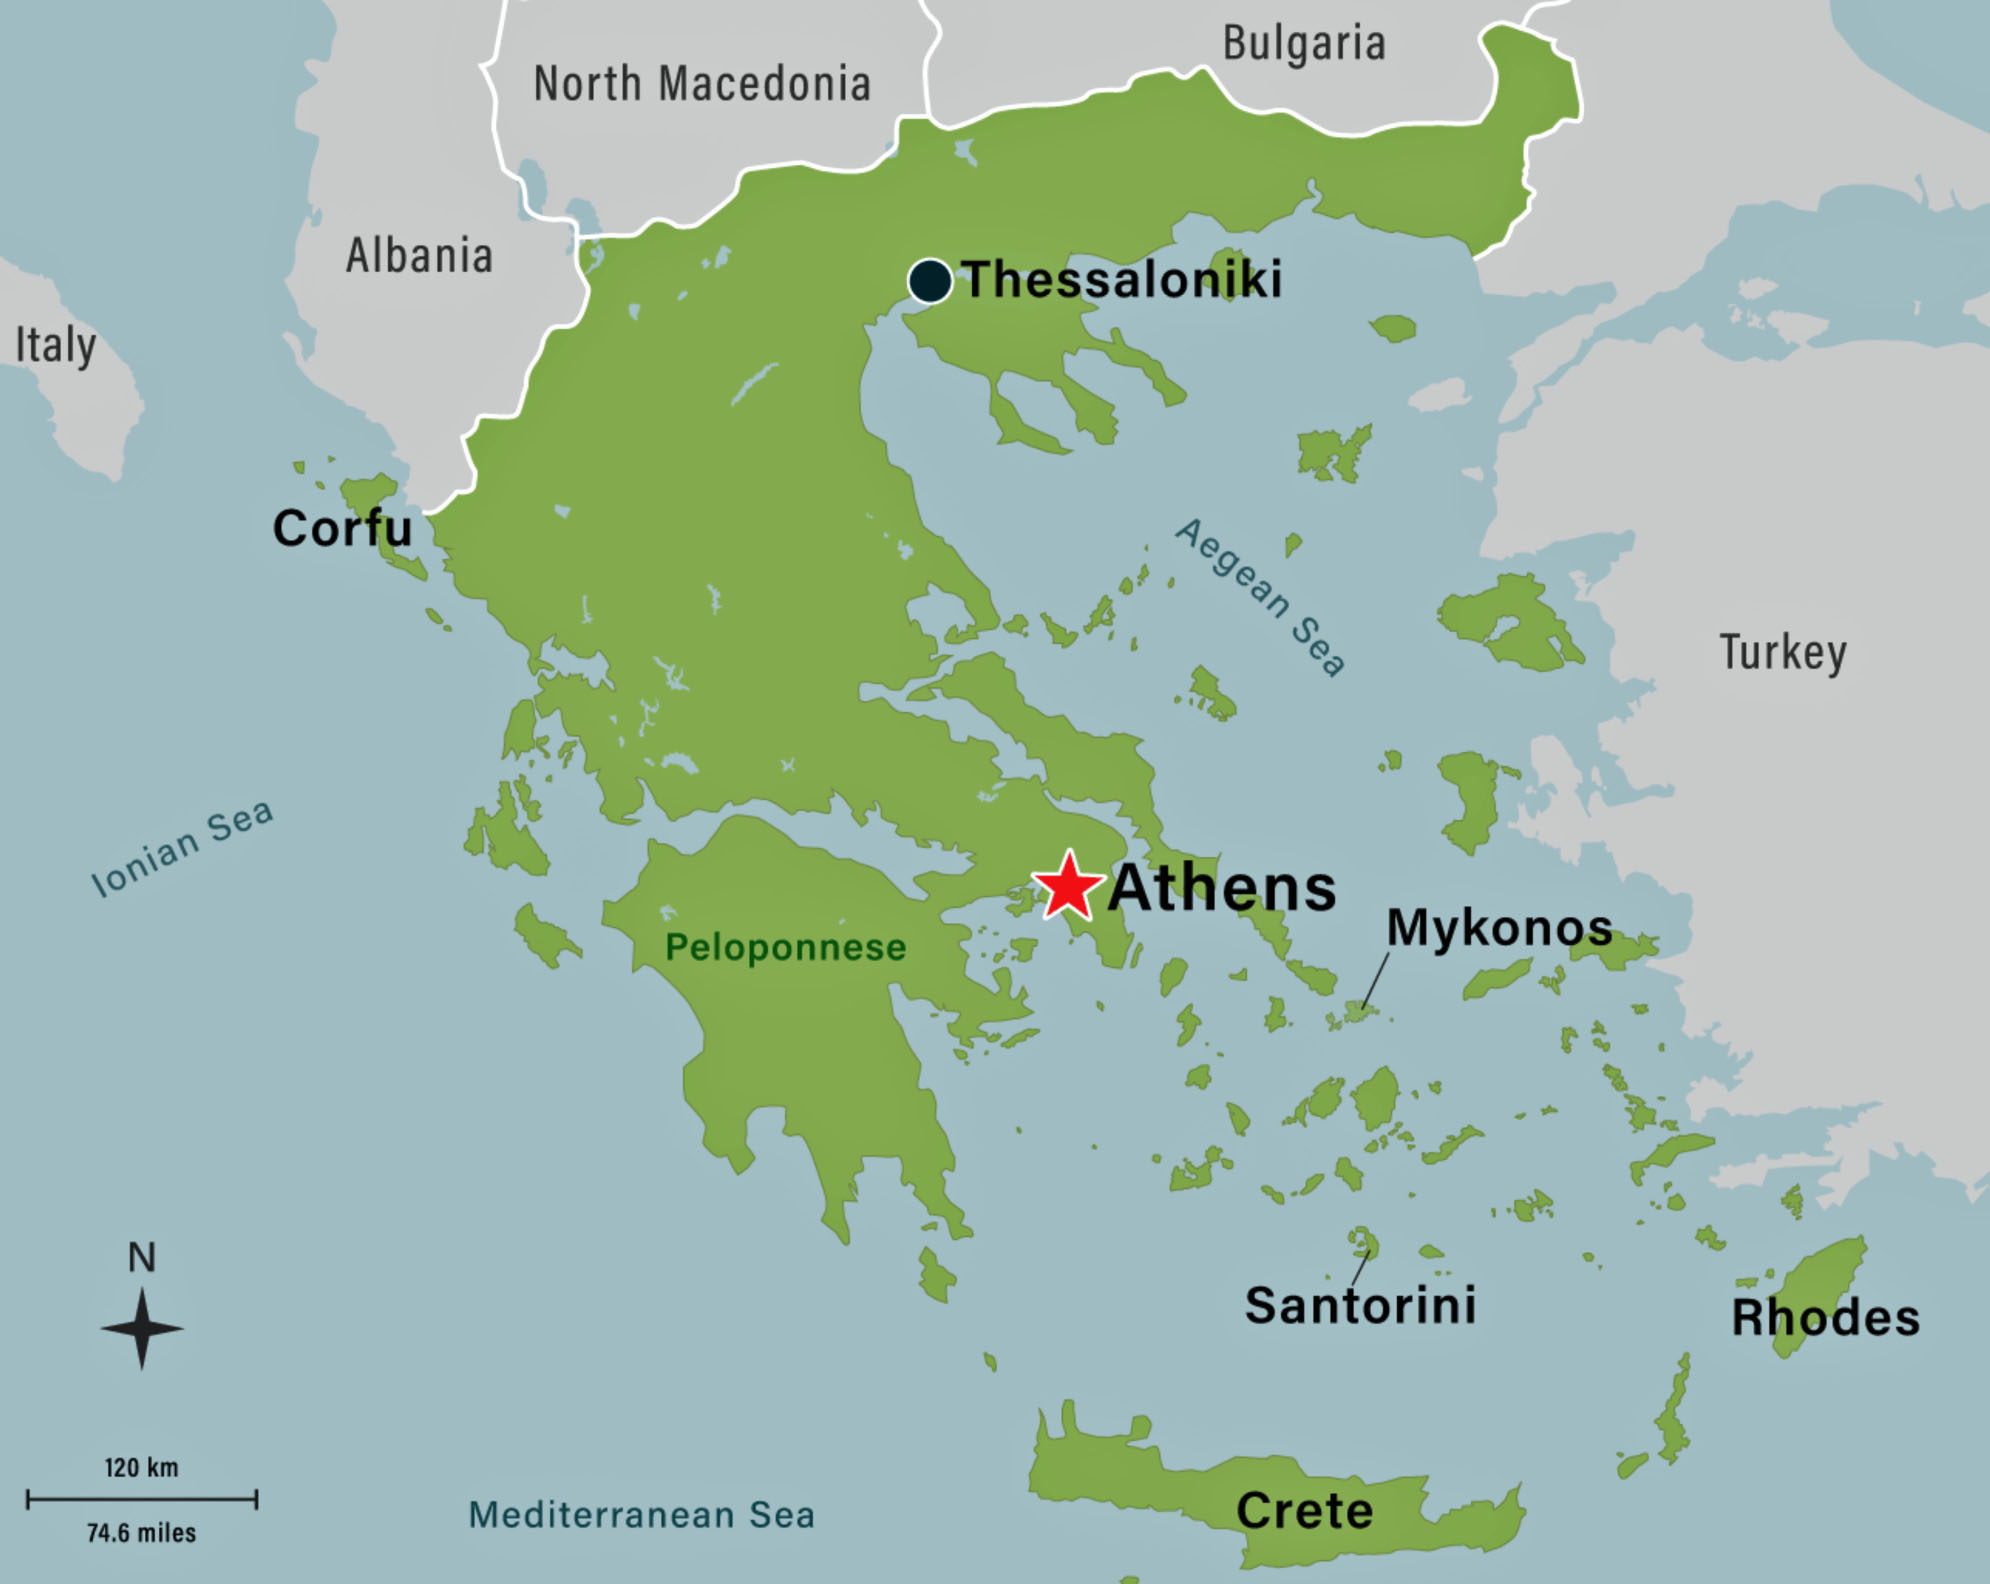 Bulgaria
North Macedonia
Albania
Thessaloniki
Italy
Corfu
Aegean Sea
Turkey
Ionian Sea
Athens
Mykonos
Peloponnese
N
Santorini
Rhodes
120 km
74.6 miles
Mediterranean Sea
Crete